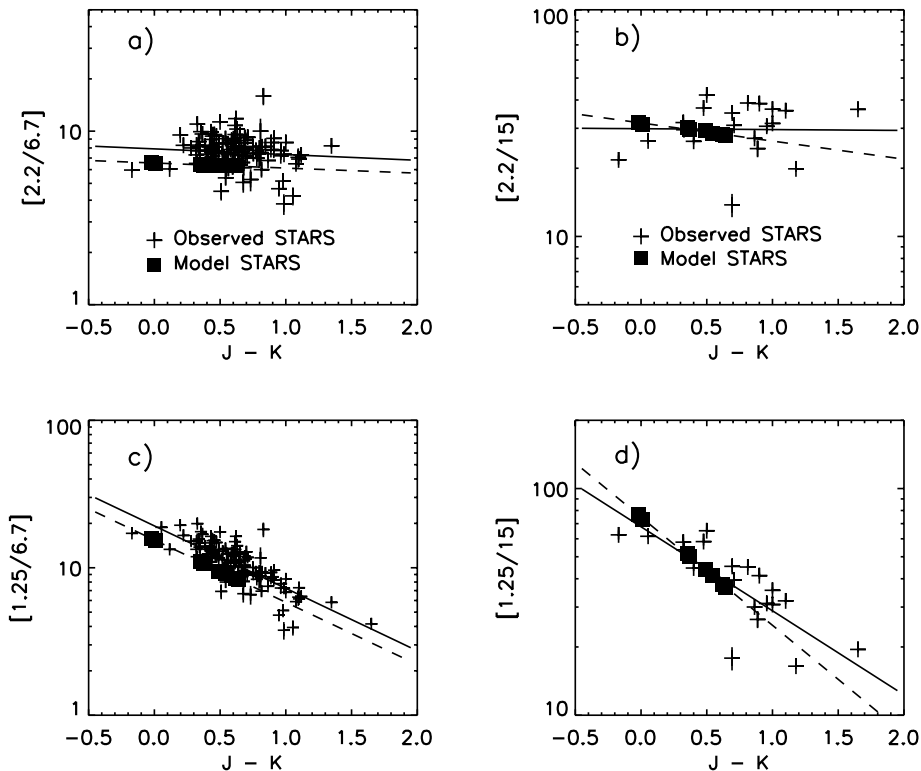 a)
[2.2/6.7]
10
1
+ Observed STARS
■ Model STARS
-0.5 0.0 0.5 1.0 1.5 2.0
J - K
b)
[2.2/15]
100
10
+ Observed STARS
■ Model STARS
-0.5 0.0 0.5 1.0 1.5 2.0
J - K
c)
[1.25/6.7]
100
10
1
-0.5 0.0 0.5 1.0 1.5 2.0
J - K
d)
[1.25/15]
100
10
-0.5 0.0 0.5 1.0 1.5 2.0
J - K